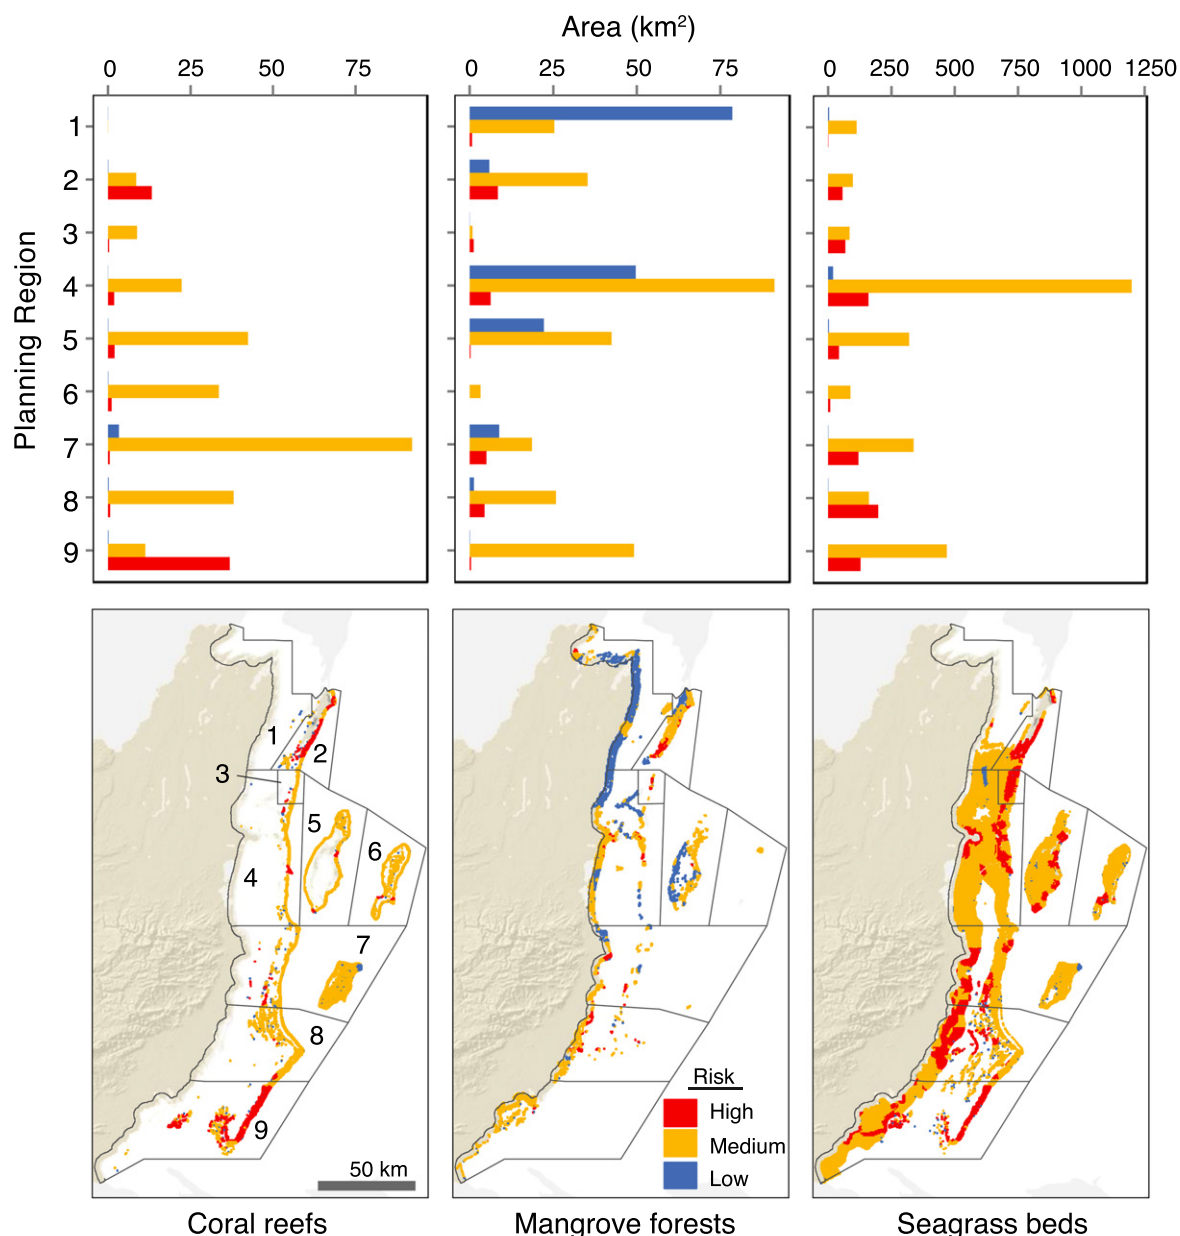 Area (km²)
0 25 50 75
0 25 50 75
0 250 500 750 1000 1250
Planning Region
1
2
3
4
5
6
7
8
9
1
2
3
4
5
6
7
8
9
50 km
Risk
High
Medium
Low
Coral reefs
Mangrove forests
Seagrass beds